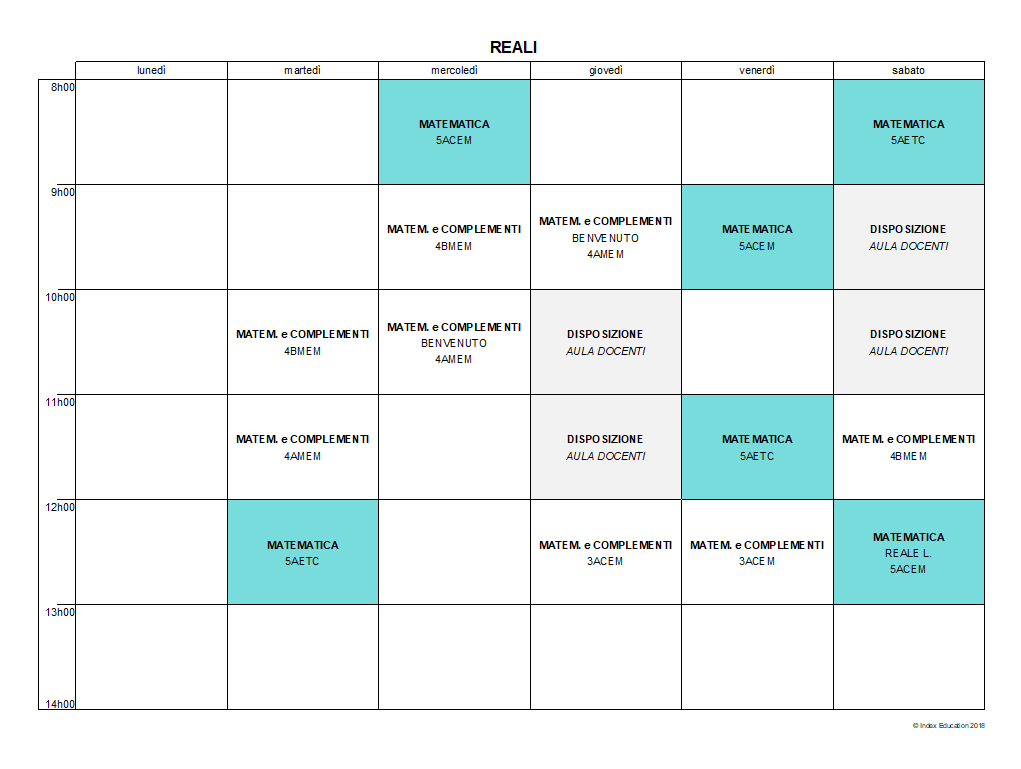 REALI
lunedì martedì mercoledì giovedì venerdì sabato
8h00
MATEMATICA
5ACEM
MATEMATICA
5AETC
9h00
MATEM. e COMPLEMENTI
4BMEM
MATEM. e COMPLEMENTI
BENVENUTO
4AMEM
MATEMATICA
5ACEM
DISPOSIZIONE
AULA DOCENTI
10h00
MATEM. e COMPLEMENTI
4BMEM
MATEM. e COMPLEMENTI
BENVENUTO
4AMEM
DISPOSIZIONE
AULA DOCENTI
DISPOSIZIONE
AULA DOCENTI
11h00
MATEM. e COMPLEMENTI
4AMEM
DISPOSIZIONE
AULA DOCENTI
MATEMATICA
5AETC
MATEM. e COMPLEMENTI
4BMEM
12h00
MATEMATICA
5AETC
MATEM. e COMPLEMENTI
3ACEM
MATEM. e COMPLEMENTI
3ACEM
MATEMATICA
REALE L.
5ACEM
13h00
14h00
© Index Education 2018